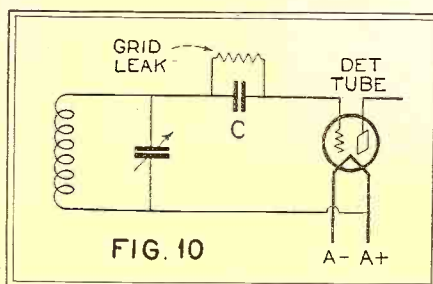 GRID
LEAK
DET
TUBE
C
FIG. 10
A- A+